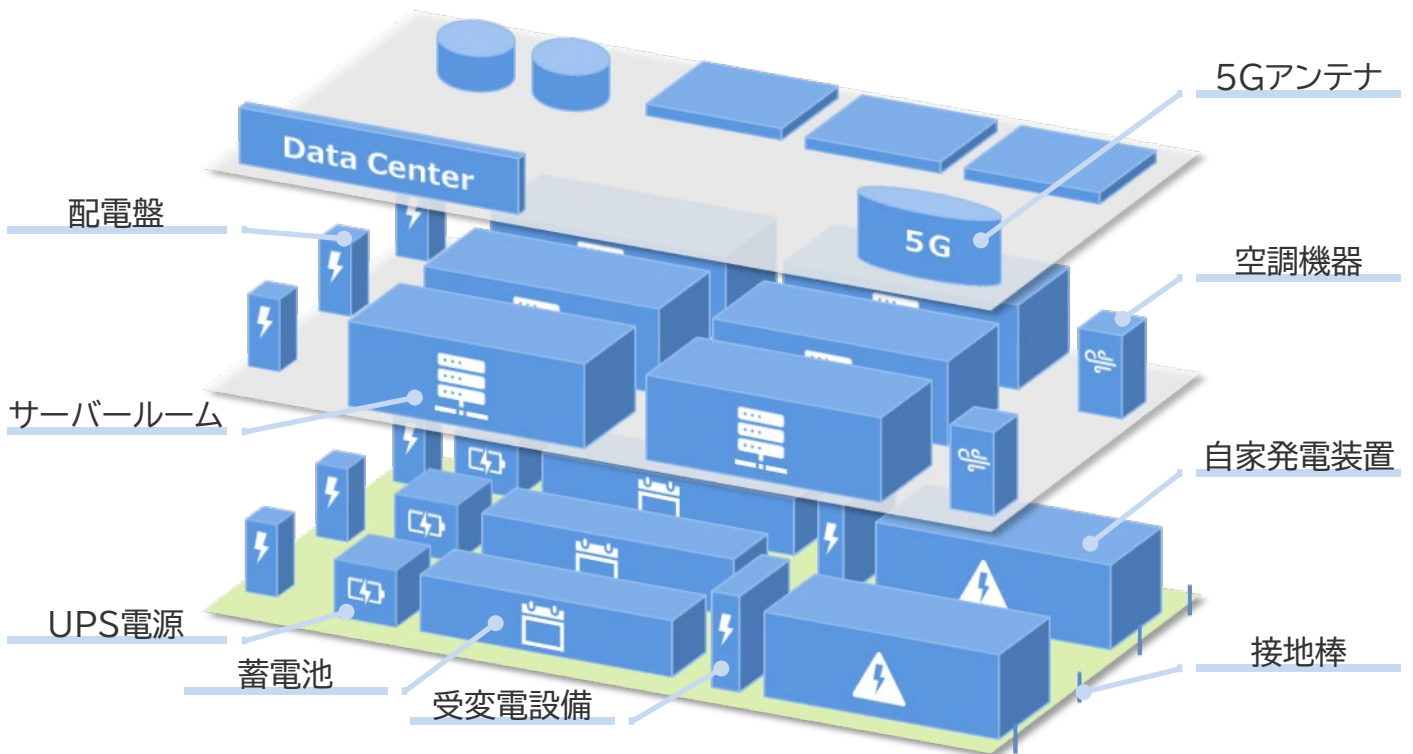 5Gアンテナ
Data Center
配電盤
5G
空調機器
サーバールーム
自家発電装置
UPS電源
接地棒
蓄電池
受変電設備